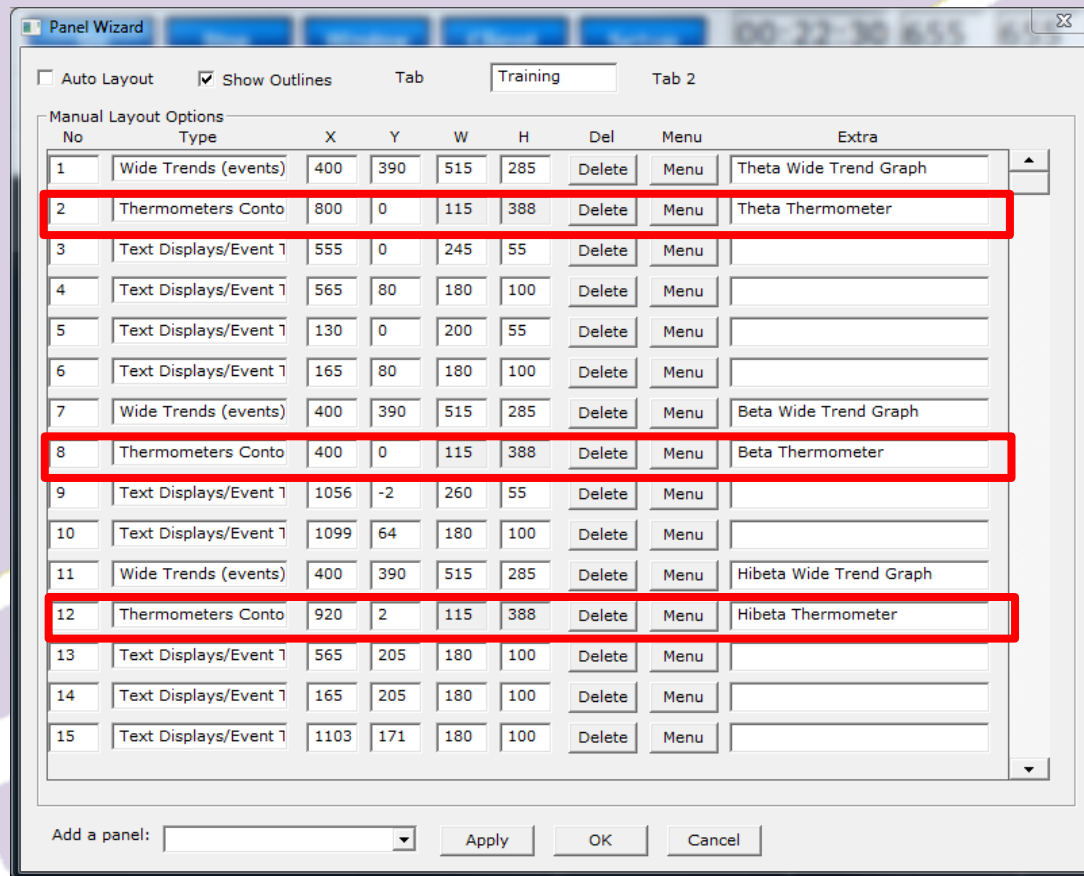 Panel Wizard
00:22:30 655 655
Auto Layout Show Outlines Tab Training Tab 2
Manual Layout Options
No Type X Y W H Del Menu Extra
1 Wide Trends (events) 400 390 515 285 Delete Menu Theta Wide Trend Graph
2 Thermometers Conto 800 0 115 388 Delete Menu Theta Thermometer
3 Text Displays/Event T 555 0 245 55 Delete Menu
4 Text Displays/Event T 565 80 180 100 Delete Menu
5 Text Displays/Event T 130 0 200 55 Delete Menu
6 Text Displays/Event T 165 80 180 100 Delete Menu
7 Wide Trends (events) 400 390 515 285 Delete Menu Beta Wide Trend Graph
8 Thermometers Conto 400 0 115 388 Delete Menu Beta Thermometer
9 Text Displays/Event T 1056 -2 260 55 Delete Menu
10 Text Displays/Event T 1099 64 180 100 Delete Menu
11 Wide Trends (events) 400 390 515 285 Delete Menu Hibeta Wide Trend Graph
12 Thermometers Conto 920 2 115 388 Delete Menu Hibeta Thermometer
13 Text Displays/Event T 565 205 180 100 Delete Menu
14 Text Displays/Event T 165 205 180 100 Delete Menu
15 Text Displays/Event T 1103 171 180 100 Delete Menu
Add a panel: Apply OK Cancel